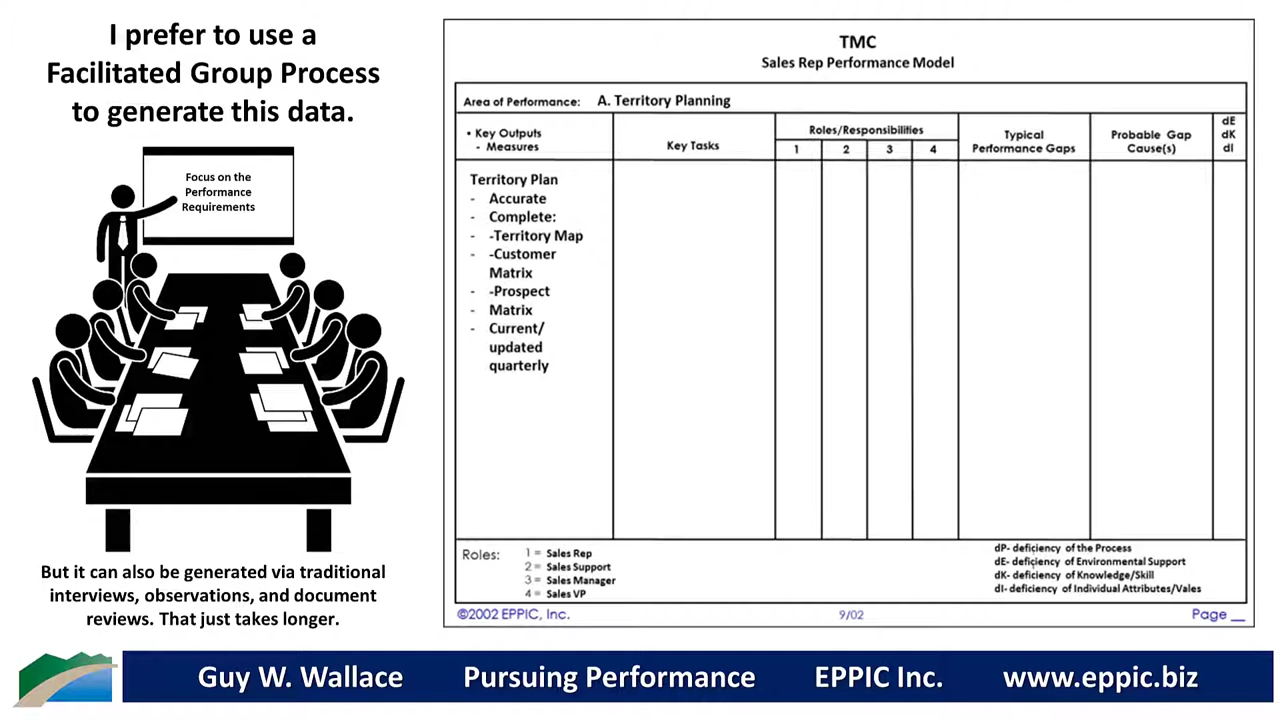 I prefer to use a
Facilitated Group Process
to generate this data.
Focus on the
Performance
Requirements
But it can also be generated via traditional
interviews, observations, and document
reviews. That just takes longer.
TMC
Sales Rep Performance Model
Area of Performance: A. Territory Planning
• Key Outputs
- Measures
Key Tasks
Roles/Responsibilities
1 2 3 4
Typical
Performance Gaps
Probable Gap
Cause(s)
dE
dK
dI
Territory Plan
- Accurate
- Complete:
- -Territory Map
- -Customer
Matrix
- -Prospect
- Matrix
- Current/
updated
quarterly
Roles:
1 = Sales Rep
2 = Sales Support
3 = Sales Manager
4 = Sales VP
dP- deficiency of the Process
dE- deficiency of Environmental Support
dK- deficiency of Knowledge/Skill
dI- deficiency of Individual Attributes/Vales
©2002 EPPIC, Inc. 9/02 Page __
Guy W. Wallace Pursuing Performance EPPIC Inc. www.eppic.biz